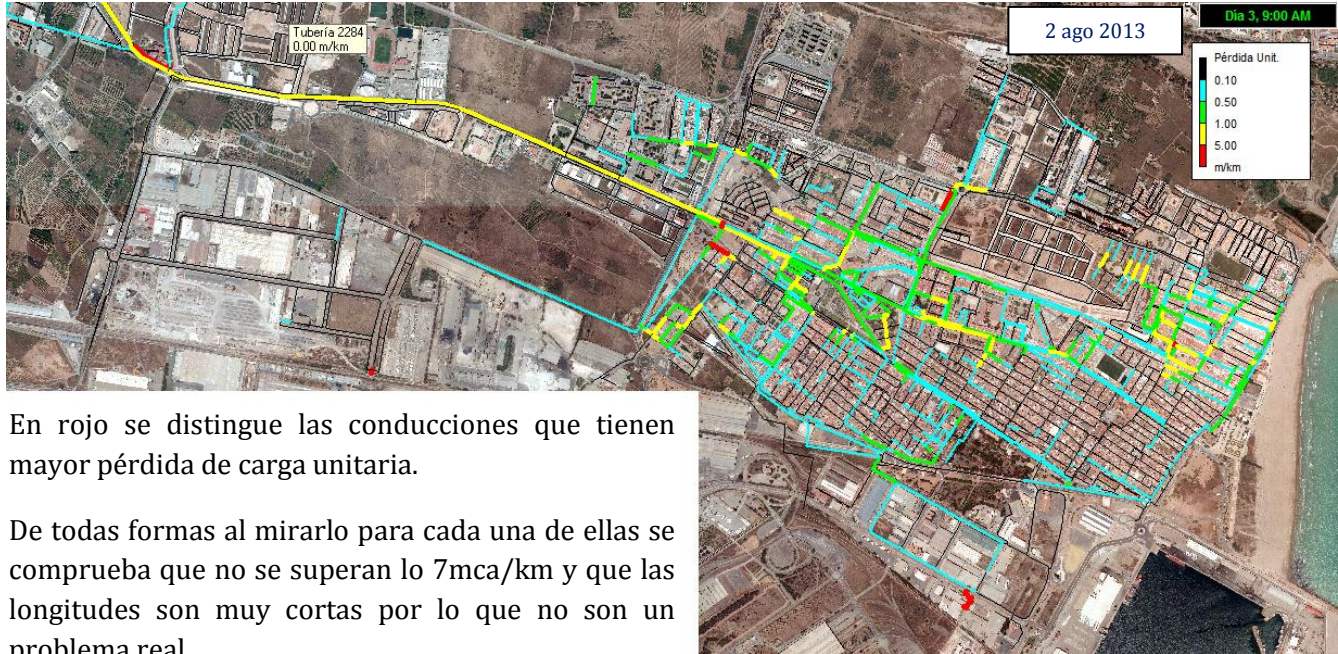 Tubería 2284
0.00 m/km
2 ago 2013
Día 3, 9:00 AM
Pérdida Unit.
0.10
0.50
1.00
5.00
m/km
En rojo se distingue las conducciones que tienen
mayor pérdida de carga unitaria.
De todas formas al mirarlo para cada una de ellas se
comprueba que no se superan lo 7mca/km y que las
longitudes son muy cortas por lo que no son un
problema real